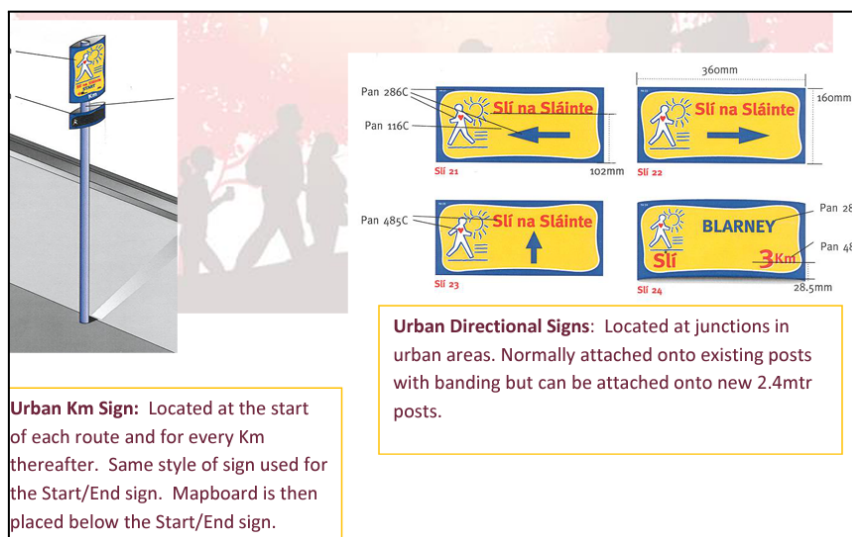 360mm
Pan 286C
Slí na Sláinte
Slí na Sláinte
160mm
Pan 116C
Slí 21
102mm
Slí 22
Pan 28
Pan 485C
Slí na Sláinte
BLARNEY
Pan 48
Slí
3Km
Slí 23
Slí 24
28.5mm
Urban Directional Signs: Located at junctions in
urban areas. Normally attached onto existing posts
with banding but can be attached onto new 2.4mtr
posts.
Urban Km Sign: Located at the start
of each route and for every Km
thereafter. Same style of sign used for
the Start/End sign. Mapboard is then
placed below the Start/End sign.